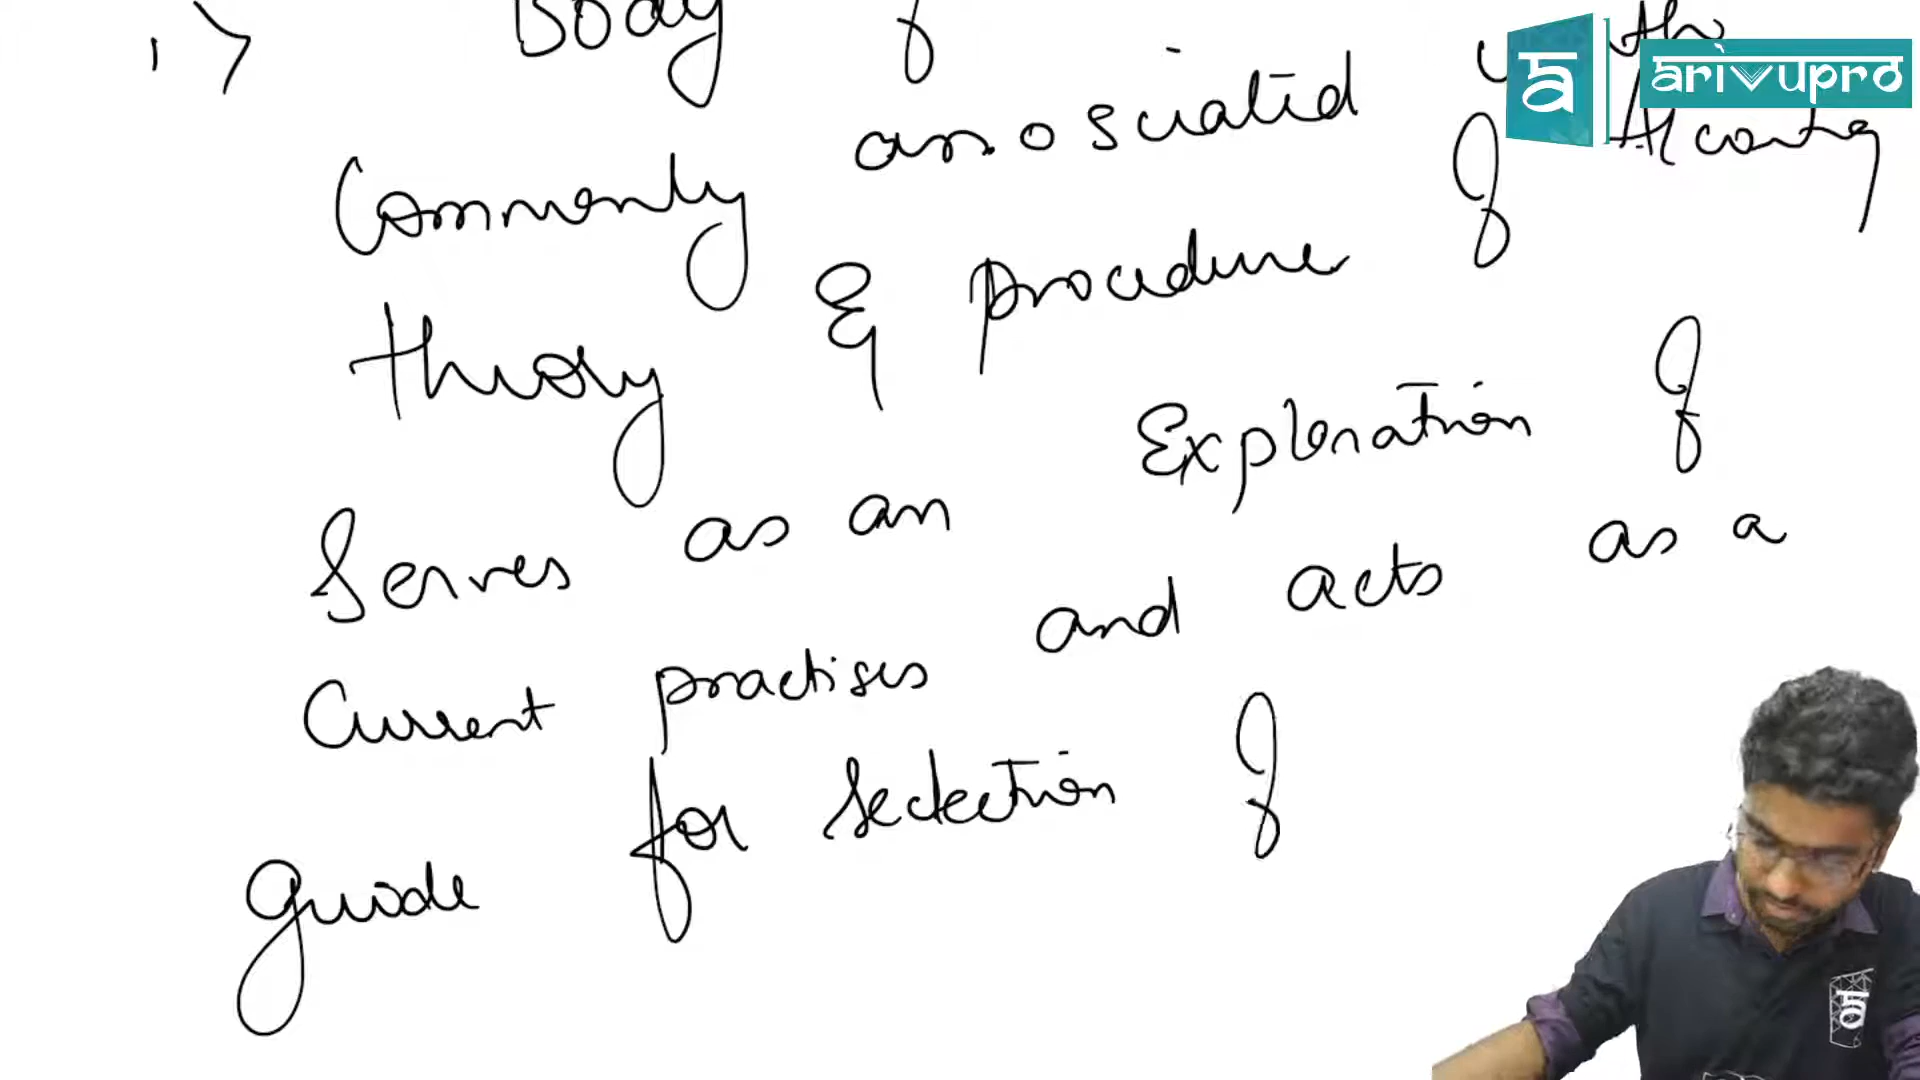 1> Body of
Commonly associated with
theory & procedure of Accounting
Serves as an Explanation of
Current practises and acts as a
guide for selection of
ā arivupro